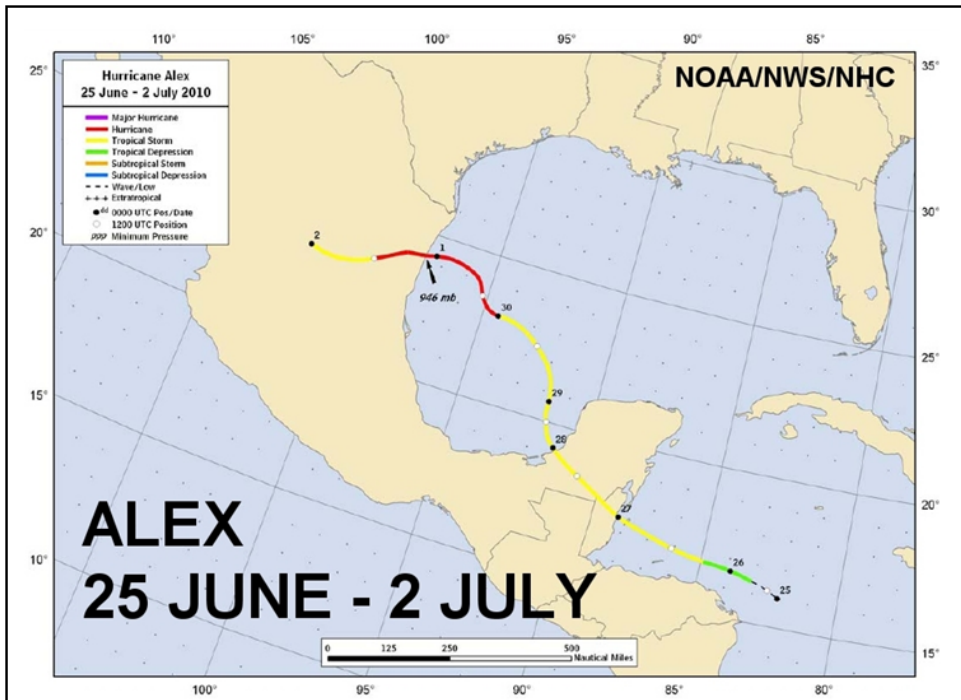 110°
105°
100°
95°
90°
85°
25°
35°
Hurricane Alex
25 June - 2 July 2010
NOAA/NWS/NHC
Major Hurricane
Hurricane
Tropical Storm
Tropical Depression
Subtropical Storm
Subtropical Depression
Wave/Low
Extratropical
dd 0000 UTC Pos/Date
1200 UTC Position
Minimum Pressure
30°
20°
2
1
946 mb
30
25°
29
15°
28
20°
ALEX
27
10°
26
25
25 JUNE - 2 JULY
0 125 250 500
Nautical Miles
15°
100°
95°
90°
85°
80°